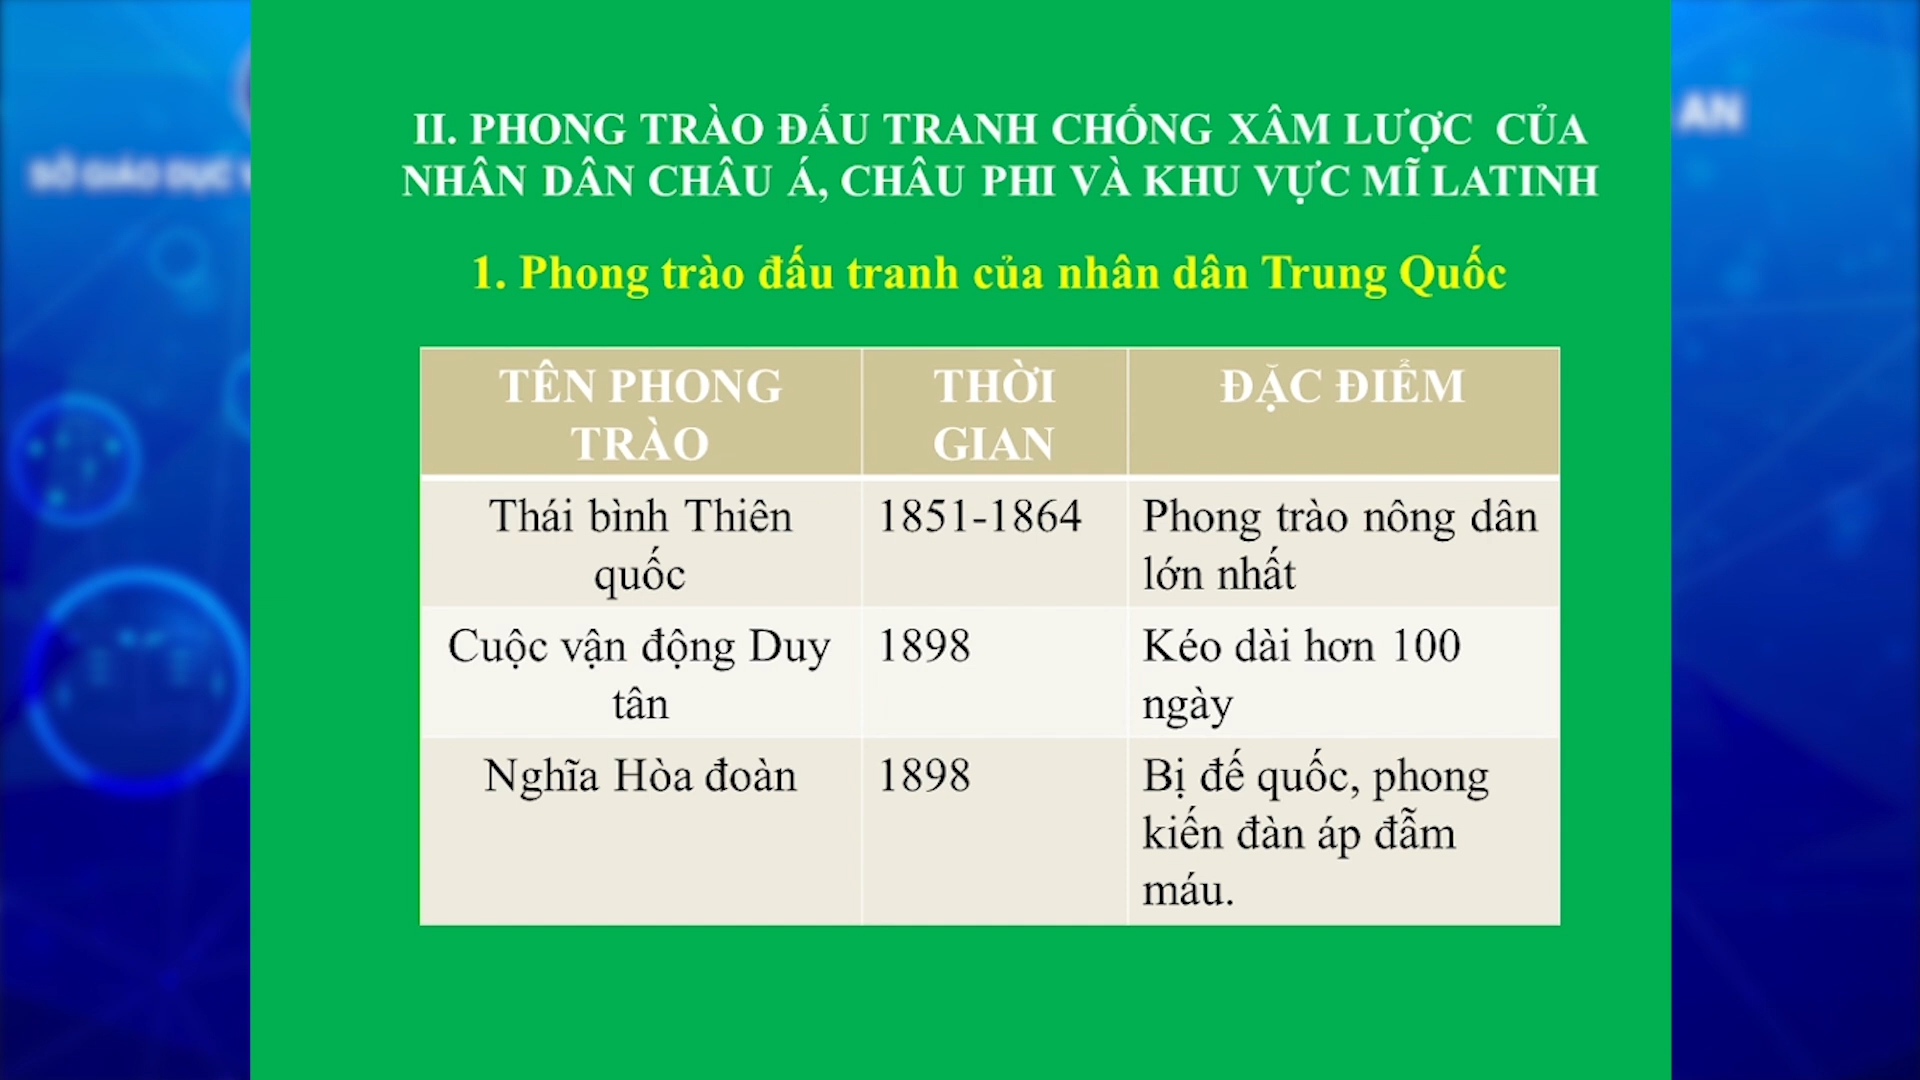 II. PHONG TRÀO ĐẤU TRANH CHỐNG XÂM LƯỢC CỦA
NHÂN DÂN CHÂU Á, CHÂU PHI VÀ KHU VỰC MĨ LATINH
1. Phong trào đấu tranh của nhân dân Trung Quốc
TÊN PHONG
TRÀO
THỜI
GIAN
ĐẶC ĐIỂM
Thái bình Thiên
quốc
1851-1864
Phong trào nông dân
lớn nhất
Cuộc vận động Duy
tân
1898
Kéo dài hơn 100
ngày
Nghĩa Hòa đoàn
1898
Bị đế quốc, phong
kiến đàn áp đẫm
máu.
SỞ GIÁO DỤC
AN